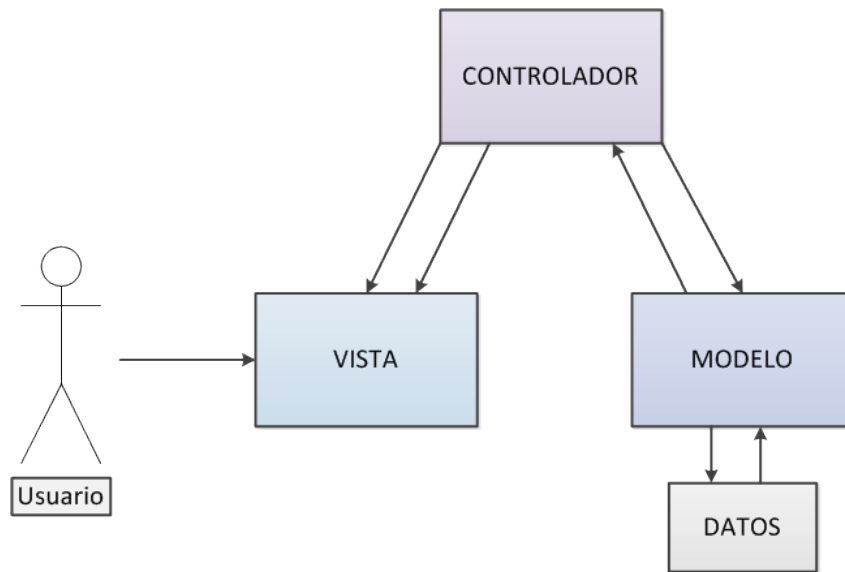 CONTROLADOR
VISTA
MODELO
Usuario
DATOS